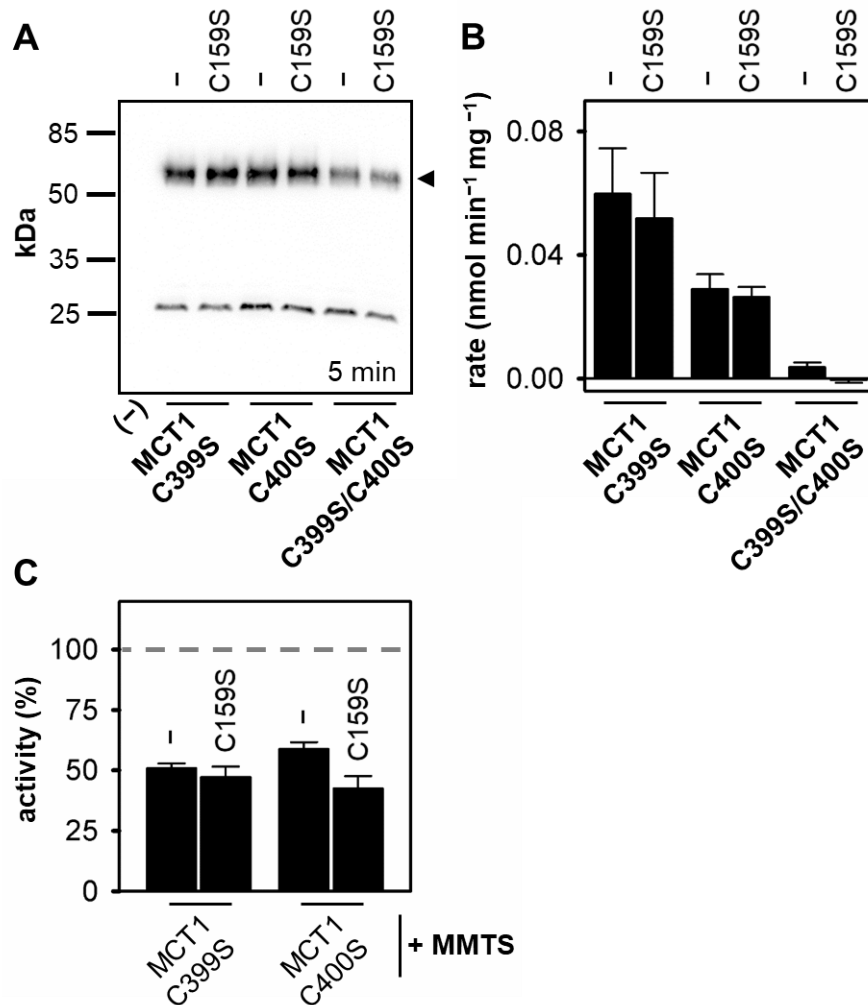 A
–
C159S
–
C159S
–
C159S
kDa
85
50
35
25
5 min
(–)
MCT1
C399S
MCT1
C400S
MCT1
C399S/C400S
B
–
C159S
–
C159S
–
C159S
rate (nmol min⁻¹ mg ⁻¹)
0.08
0.04
0.00
MCT1
C399S
MCT1
C400S
MCT1
C399S/C400S
C
activity (%)
100
75
50
25
0
–
C159S
–
C159S
MCT1
C399S
MCT1
C400S
+ MMTS